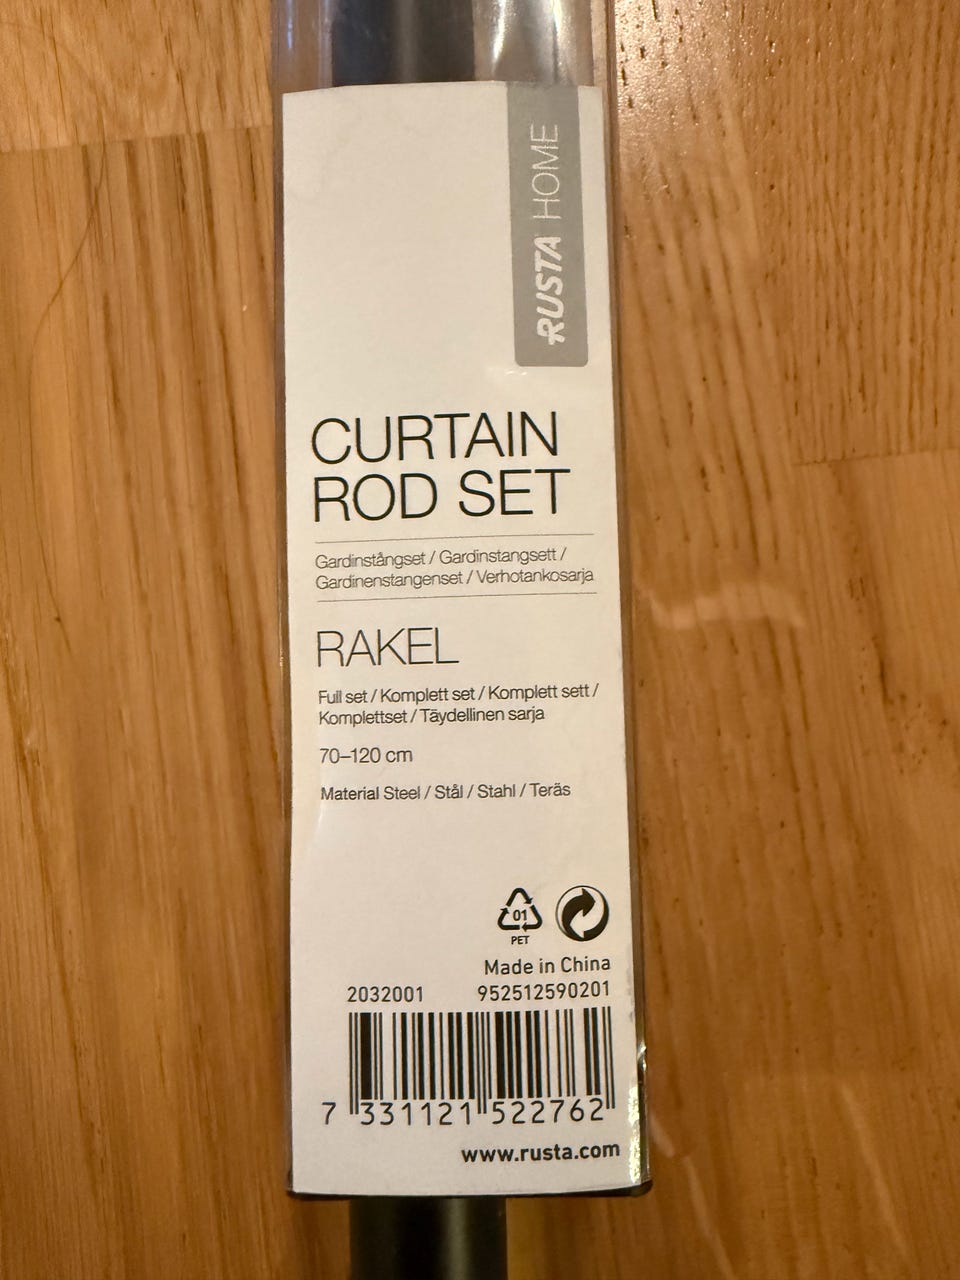 RUSTA HOME
CURTAIN
ROD SET
Gardinstångset / Gardinstangsett /
Gardinenstangenset / Verhotankosarja
RAKEL
Full set / Komplett set / Komplett sett /
Komplettset / Täydellinen sarja
70–120 cm
Material Steel / Stål / Stahl / Teräs
01
PET
Made in China
2032001 952512590201
7 331121 522762
www.rusta.com